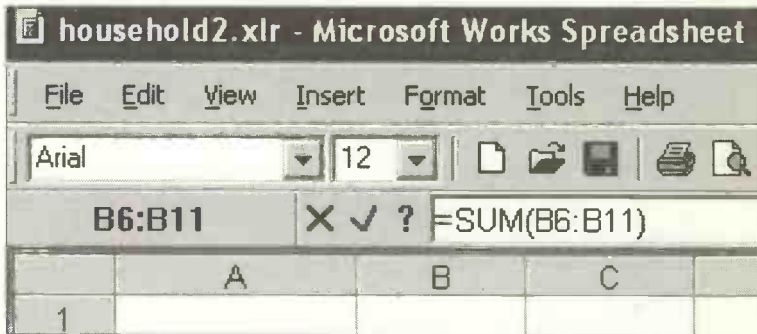 household2.xlr - Microsoft Works Spreadsheet
File Edit View Insert Format Tools Help
Arial 12
B6:B11 ? =SUM(B6:B11)
A B C
1